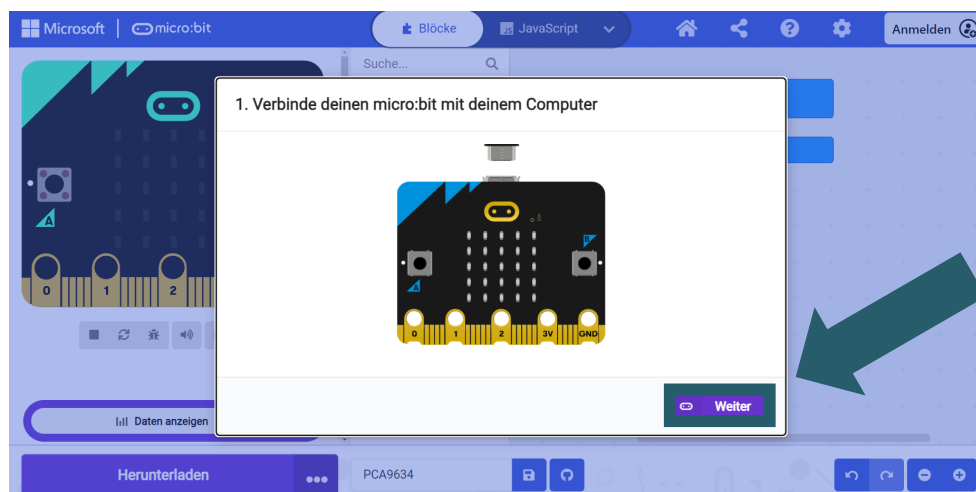 Microsoft
micro:bit
Blöcke
JS
JavaScript
Anmelden
Suche...
1. Verbinde deinen micro:bit mit deinem Computer
A
0
1
2
A
B
0
1
2
3V
GND
Weiter
Daten anzeigen
Herunterladen
PCA9634